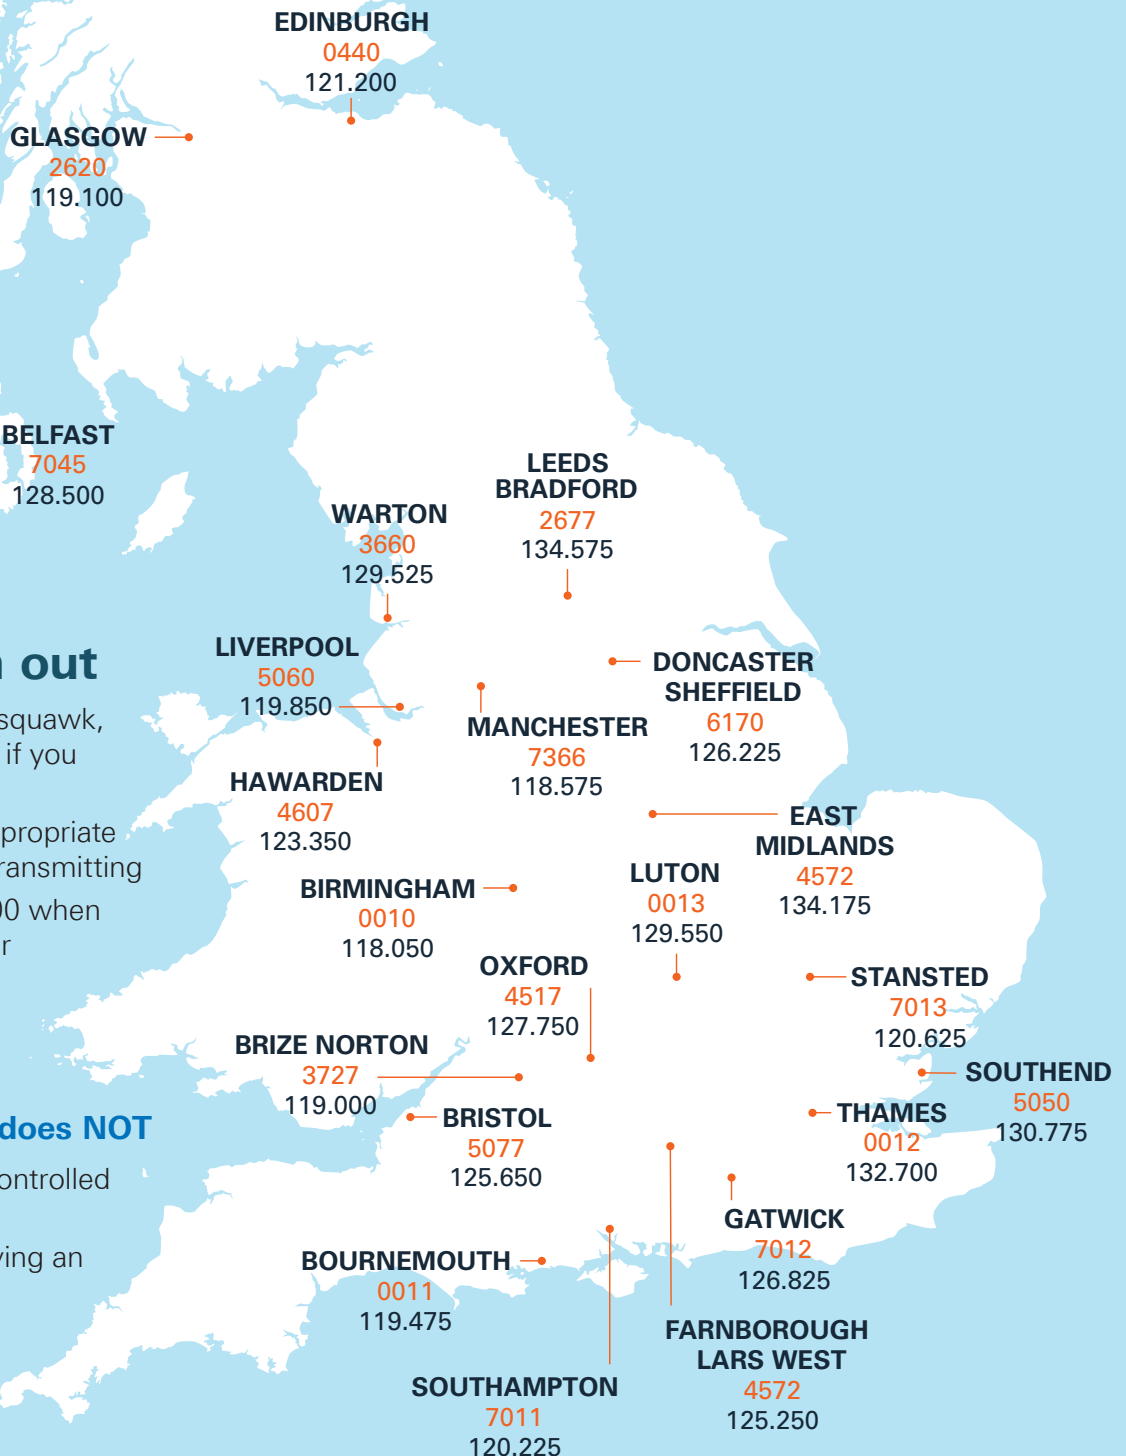 EDINBURGH
0440
121.200
GLASGOW
2620
119.100
BELFAST
7045
128.500
LEEDS
BRADFORD
2677
134.575
WARTON
3660
129.525
LIVERPOOL
5060
119.850
DONCASTER
SHEFFIELD
6170
126.225
MANCHESTER
7366
118.575
HAWARDEN
4607
123.350
EAST
MIDLANDS
4572
134.175
LUTON
0013
129.550
BIRMINGHAM
0010
118.050
OXFORD
4517
127.750
STANSTED
7013
120.625
BRIZE NORTON
3727
119.000
SOUTHEND
5050
130.775
BRISTOL
5077
125.650
THAMES
0012
132.700
GATWICK
7012
126.825
BOURNEMOUTH
0011
119.475
FARNBOROUGH
LARS WEST
4572
125.250
SOUTHAMPTON
7011
120.225
out
squawk,
if you
propriate
ransmitting
00 when
r
does NOT
ontrolled
ying an